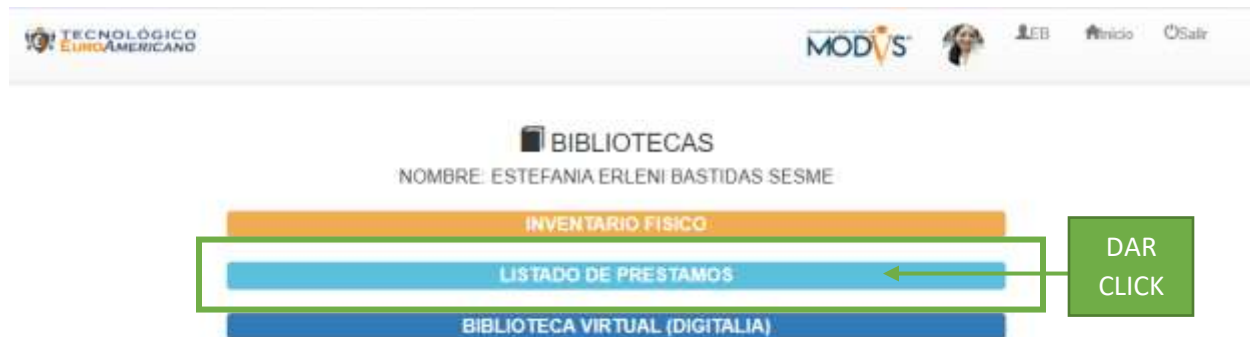 TECNOLÓGICO
EUROAMERICANO
MODVS
EB Inicio Salir
BIBLIOTECAS
NOMBRE: ESTEFANIA ERLENI BASTIDAS SESME
INVENTARIO FISICO
LISTADO DE PRESTAMOS
DAR
CLICK
BIBLIOTECA VIRTUAL (DIGITALIA)